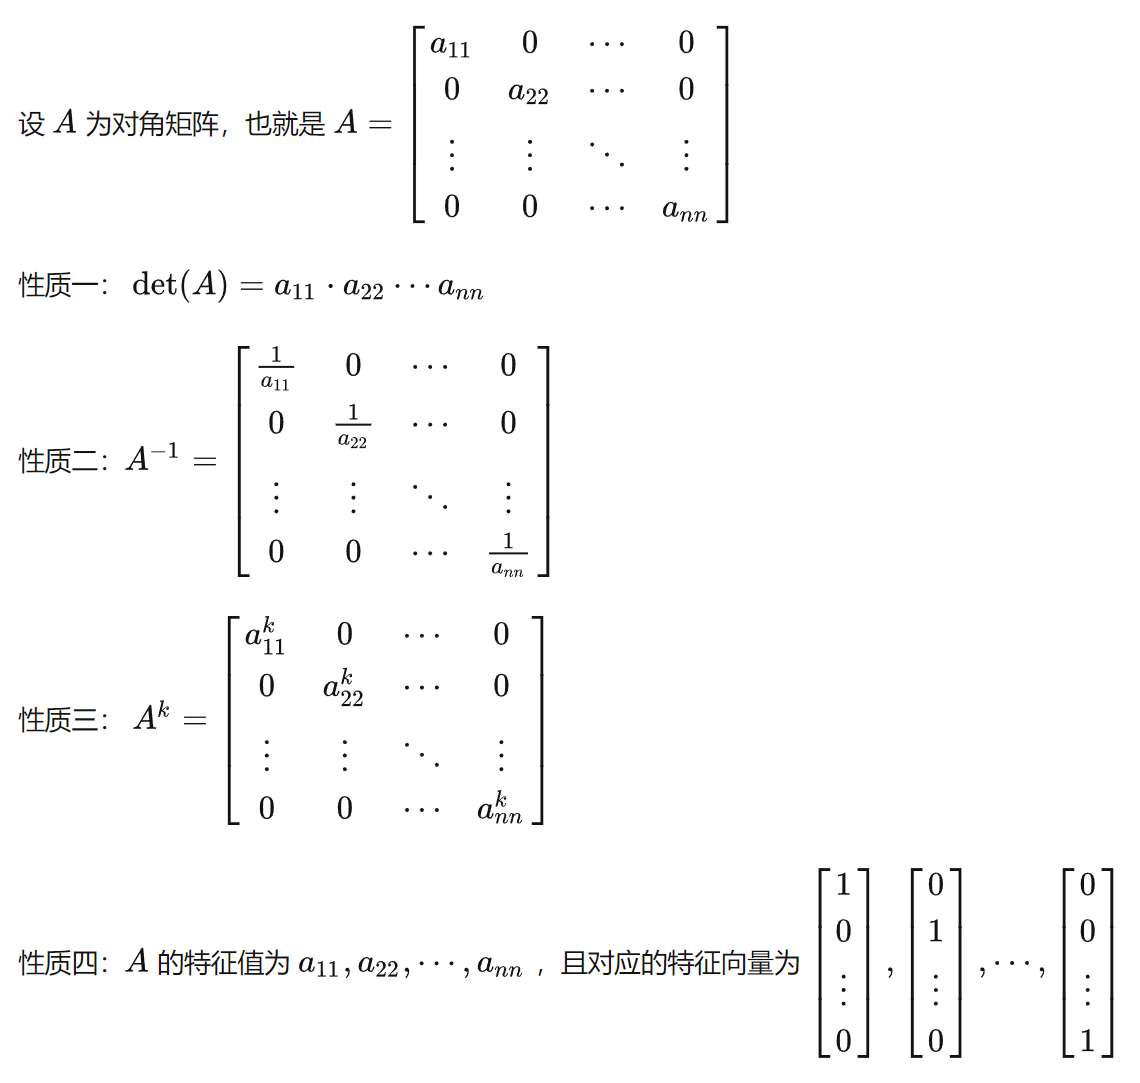 设 $A$ 为对角矩阵，也就是 $A = \begin{bmatrix} a_{11} & 0 & \cdots & 0 \\ 0 & a_{22} & \cdots & 0 \\ \vdots & \vdots & \ddots & \vdots \\ 0 & 0 & \cdots & a_{nn} \end{bmatrix}$
性质一： $\det(A) = a_{11} \cdot a_{22} \cdots a_{nn}$
性质二：$A^{-1} = \begin{bmatrix} \frac{1}{a_{11}} & 0 & \cdots & 0 \\ 0 & \frac{1}{a_{22}} & \cdots & 0 \\ \vdots & \vdots & \ddots & \vdots \\ 0 & 0 & \cdots & \frac{1}{a_{nn}} \end{bmatrix}$
性质三： $A^k = \begin{bmatrix} a_{11}^k & 0 & \cdots & 0 \\ 0 & a_{22}^k & \cdots & 0 \\ \vdots & \vdots & \ddots & \vdots \\ 0 & 0 & \cdots & a_{nn}^k \end{bmatrix}$
性质四：$A$ 的特征值为 $a_{11}, a_{22}, \cdots, a_{nn}$ ，且对应的特征向量为 $\begin{bmatrix} 1 \\ 0 \\ \vdots \\ 0 \end{bmatrix}, \begin{bmatrix} 0 \\ 1 \\ \vdots \\ 0 \end{bmatrix}, \cdots, \begin{bmatrix} 0 \\ 0 \\ \vdots \\ 1 \end{bmatrix}$